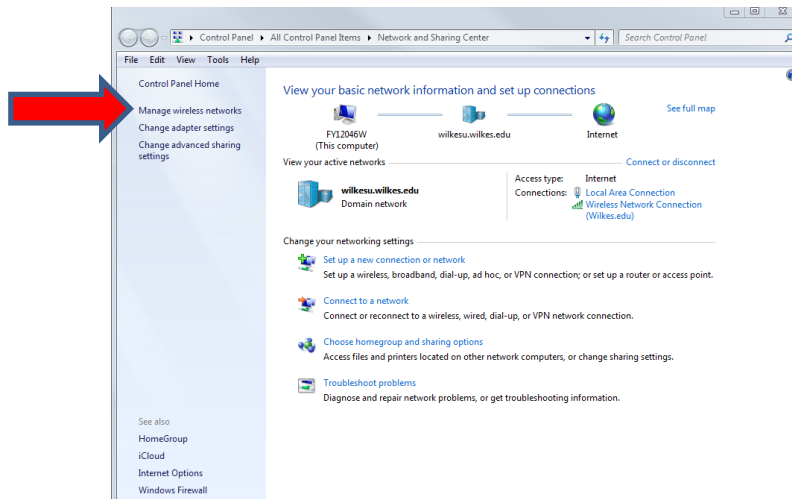 Control Panel ▸ All Control Panel Items ▸ Network and Sharing Center
Search Control Panel
File Edit View Tools Help
Control Panel Home
Manage wireless networks
Change adapter settings
Change advanced sharing
settings
See also
HomeGroup
iCloud
Internet Options
Windows Firewall
View your basic network information and set up connections
See full map
FY12046W
(This computer)
wilkesu.wilkes.edu
Internet
View your active networks
Connect or disconnect
wilkesu.wilkes.edu
Domain network
Access type: Internet
Connections: Local Area Connection
Wireless Network Connection
(Wilkes.edu)
Change your networking settings
Set up a new connection or network
Set up a wireless, broadband, dial-up, ad hoc, or VPN connection; or set up a router or access point.
Connect to a network
Connect or reconnect to a wireless, wired, dial-up, or VPN network connection.
Choose homegroup and sharing options
Access files and printers located on other network computers, or change sharing settings.
Troubleshoot problems
Diagnose and repair network problems, or get troubleshooting information.